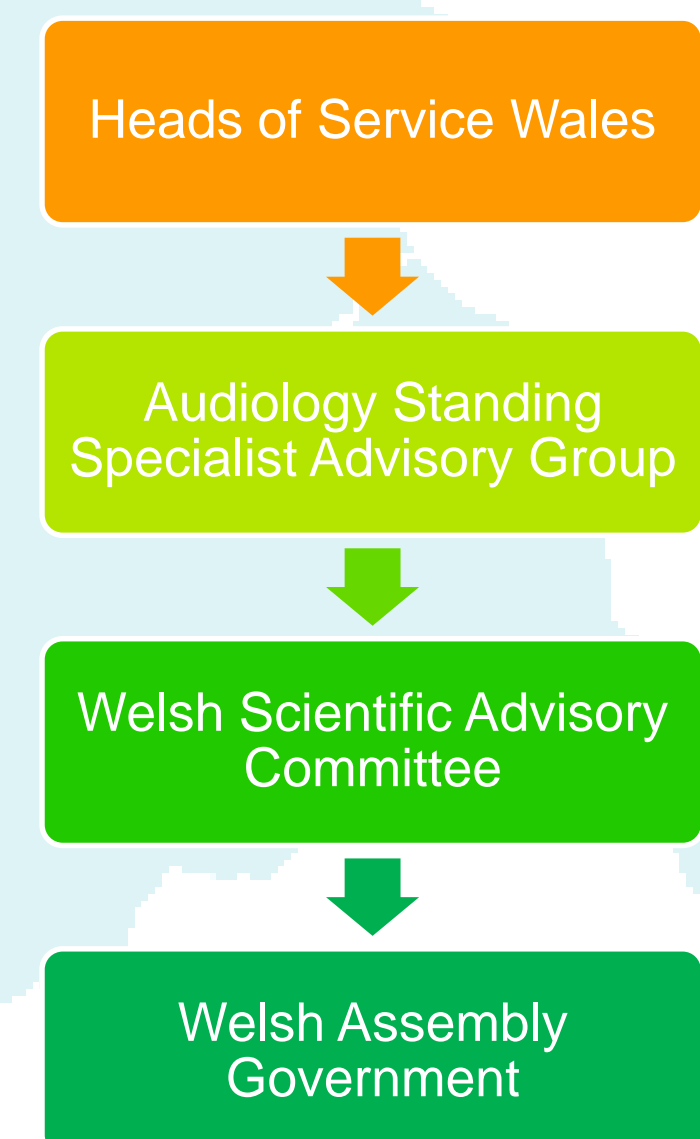 Heads of Service Wales
Audiology Standing
Specialist Advisory Group
Welsh Scientific Advisory
Committee
Welsh Assembly
Government